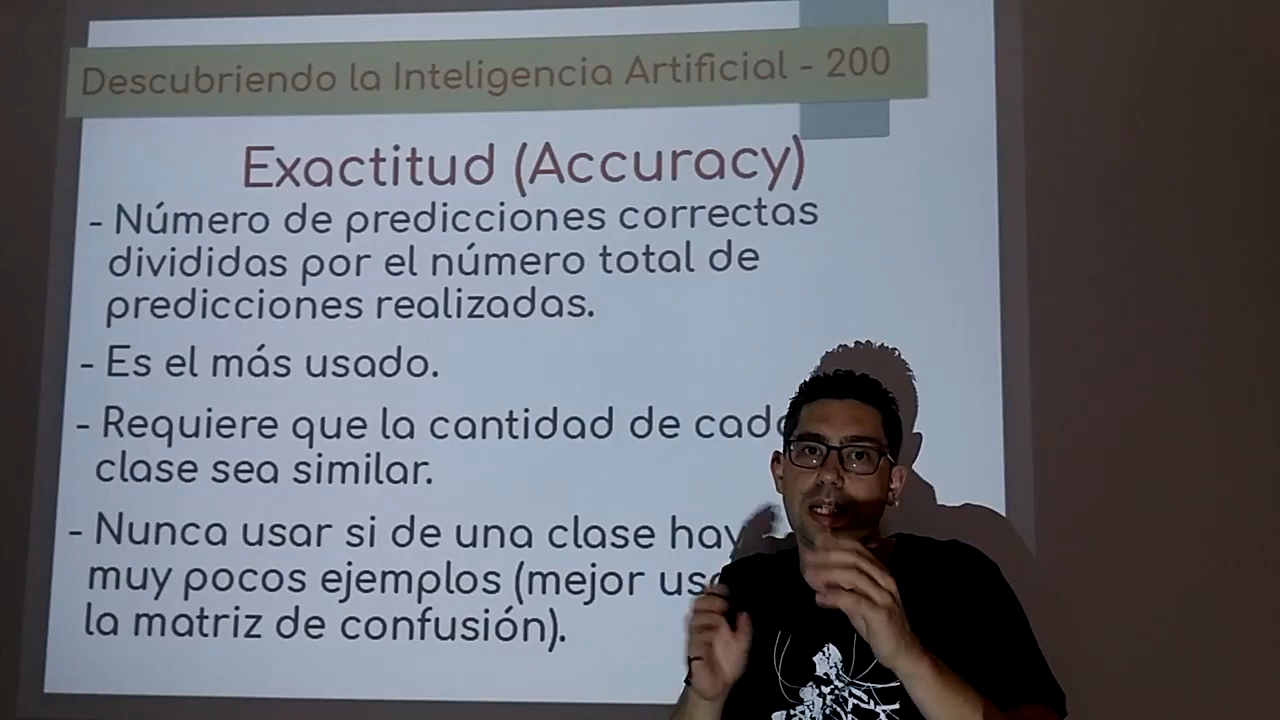 Descubriendo la Inteligencia Artificial - 200
Exactitud (Accuracy)
- Número de predicciones correctas
divididas por el número total de
predicciones realizadas.
- Es el más usado.
- Requiere que la cantidad de cada
clase sea similar.
- Nunca usar si de una clase hay
muy pocos ejemplos (mejor
la matriz de confusión).